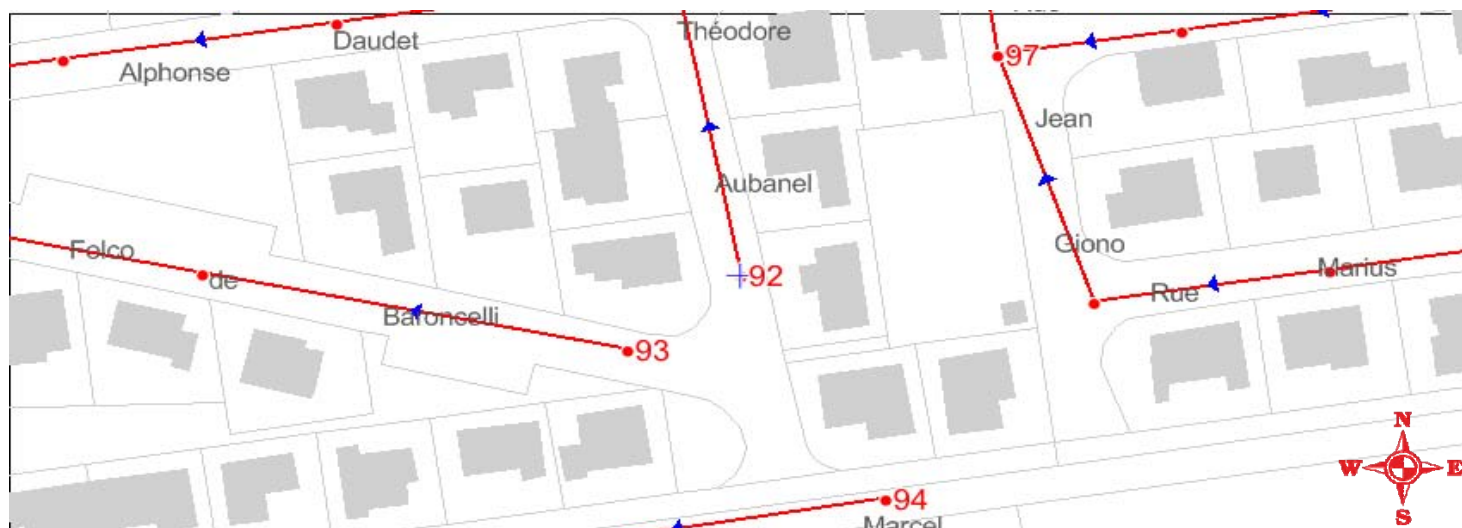 Théodore
Daudet
Alphonse
97
Jean
Aubanel
Folco
de
92
Giono
Marius
Rue
Baroncelli
93
N
W
E
S
94
Marcel